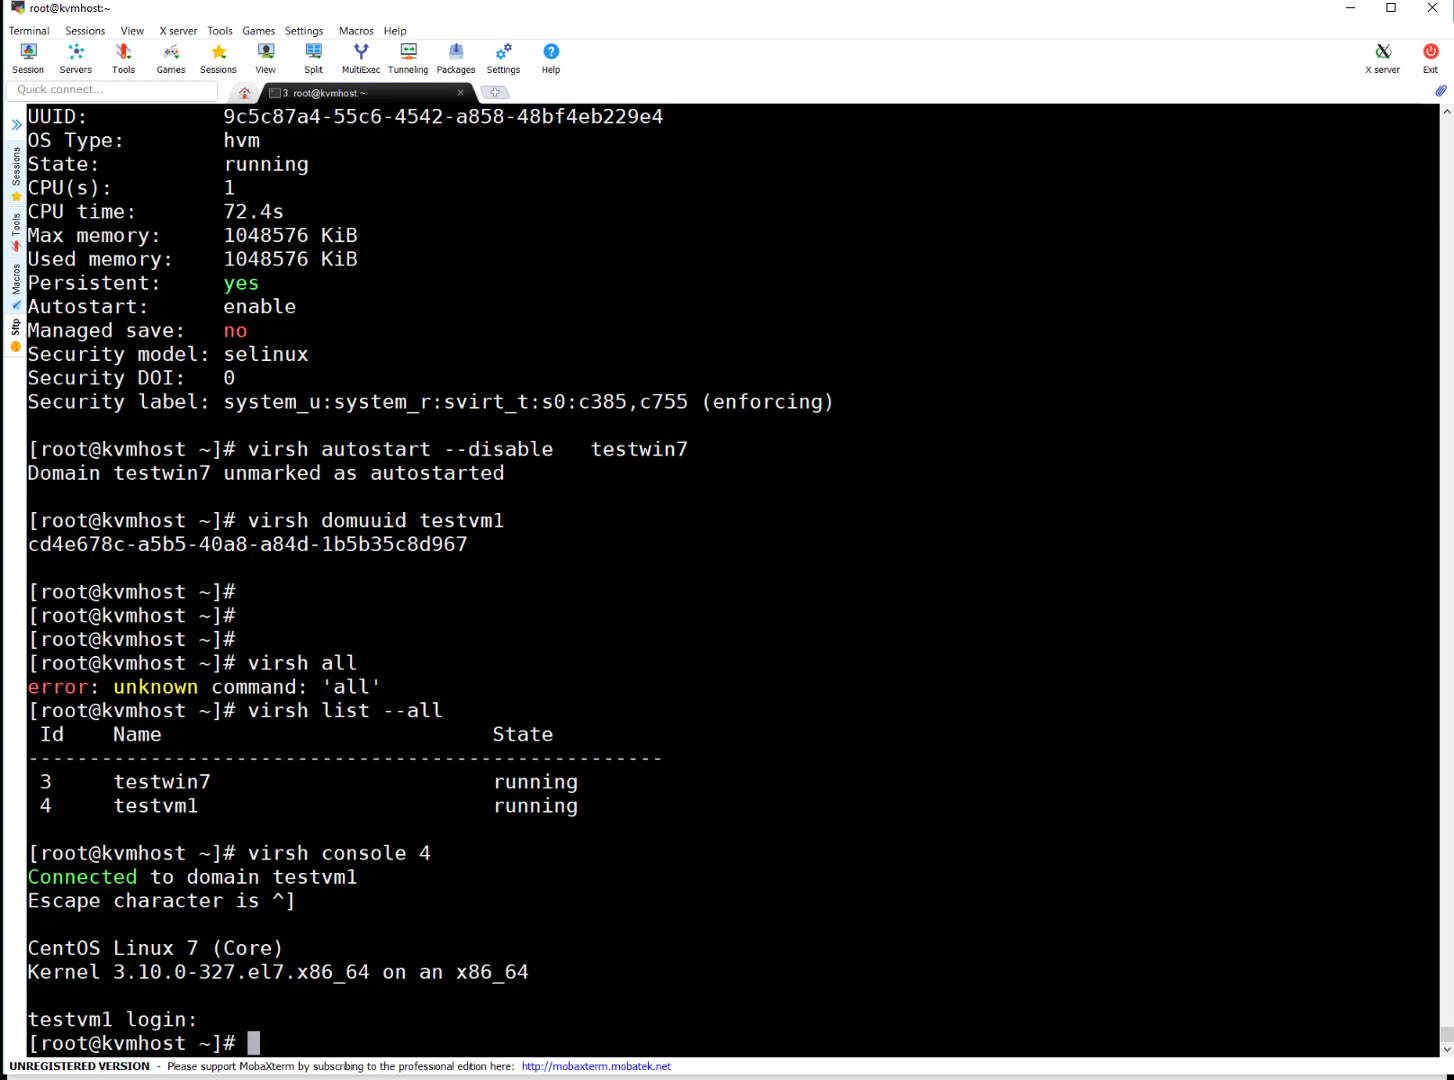 root@kvmhost:~
Terminal Sessions View X server Tools Games Settings Macros Help
Session Servers Tools Games Sessions View Split MultiExec Tunneling Packages Settings Help X server Exit
Quick connect...
3. root@kvmhost:~
Sessions
Tools
Macros
Sftp
UUID: 9c5c87a4-55c6-4542-a858-48bf4eb229e4
OS Type: hvm
State: running
CPU(s): 1
CPU time: 72.4s
Max memory: 1048576 KiB
Used memory: 1048576 KiB
Persistent: yes
Autostart: enable
Managed save: no
Security model: selinux
Security DOI: 0
Security label: system_u:system_r:svirt_t:s0:c385,c755 (enforcing)
[root@kvmhost ~]# virsh autostart --disable testwin7
Domain testwin7 unmarked as autostarted
[root@kvmhost ~]# virsh domuuid testvm1
cd4e678c-a5b5-40a8-a84d-1b5b35c8d967
[root@kvmhost ~]#
[root@kvmhost ~]#
[root@kvmhost ~]#
[root@kvmhost ~]# virsh all
error: unknown command: 'all'
[root@kvmhost ~]# virsh list --all
Id Name State
----------------------------------------------------
3 testwin7 running
4 testvm1 running
[root@kvmhost ~]# virsh console 4
Connected to domain testvm1
Escape character is ^]
CentOS Linux 7 (Core)
Kernel 3.10.0-327.el7.x86_64 on an x86_64
testvm1 login:
[root@kvmhost ~]#
UNREGISTERED VERSION - Please support MobaXterm by subscribing to the professional edition here: http://mobaxterm.mobatek.net